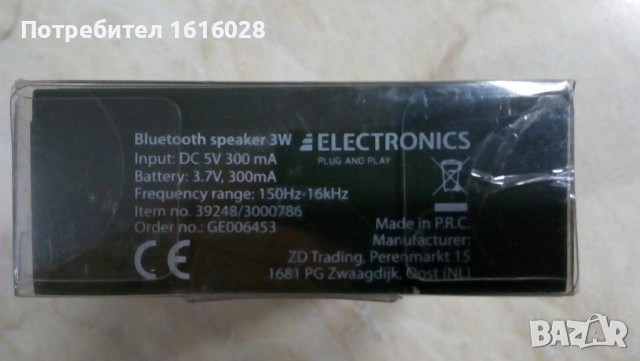 Потребител 1616028
Bluetooth speaker 3W
ELECTRONICS
PLUG AND PLAY
Input: DC 5V 300 mA
Battery: 3.7V, 300mA
Frequency range: 150Hz-16kHz
Item no. 39248/3000786
Order no.: GE006453
CE
Made in P.R.C.
Manufacturer:
ZD Trading, Perenmarkt 15
1681 PG Zwaagdijk, Oost (NL)
BAZAR
.bg